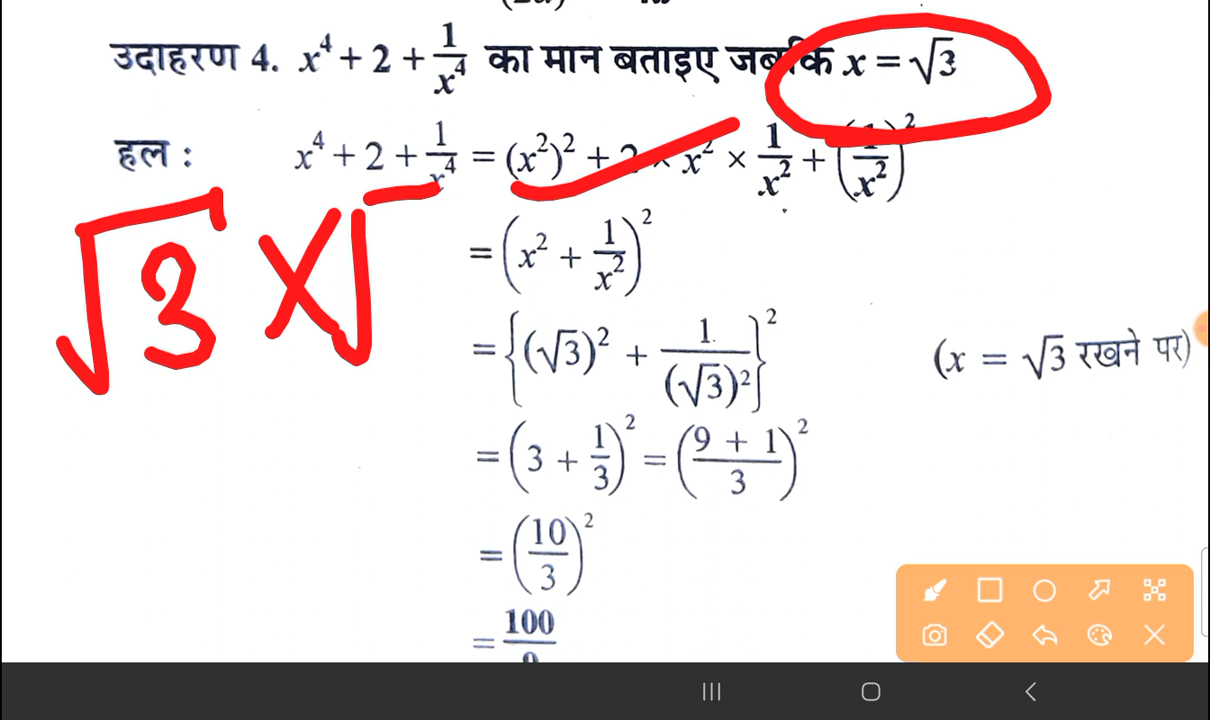 उदाहरण 4. x⁴ + 2 + 1/x⁴ का मान बताइए जबकि x = √3
हल : x⁴ + 2 + 1/x⁴ = (x²)² + 2 × x² × 1/x² + (1/x²)²
= (x² + 1/x²)²
√3 ×√
= {(√3)² + 1/(√3)²}² (x = √3 रखने पर)
= (3 + 1/3)² = ((9 + 1)/3)²
= (10/3)²
= 100/9